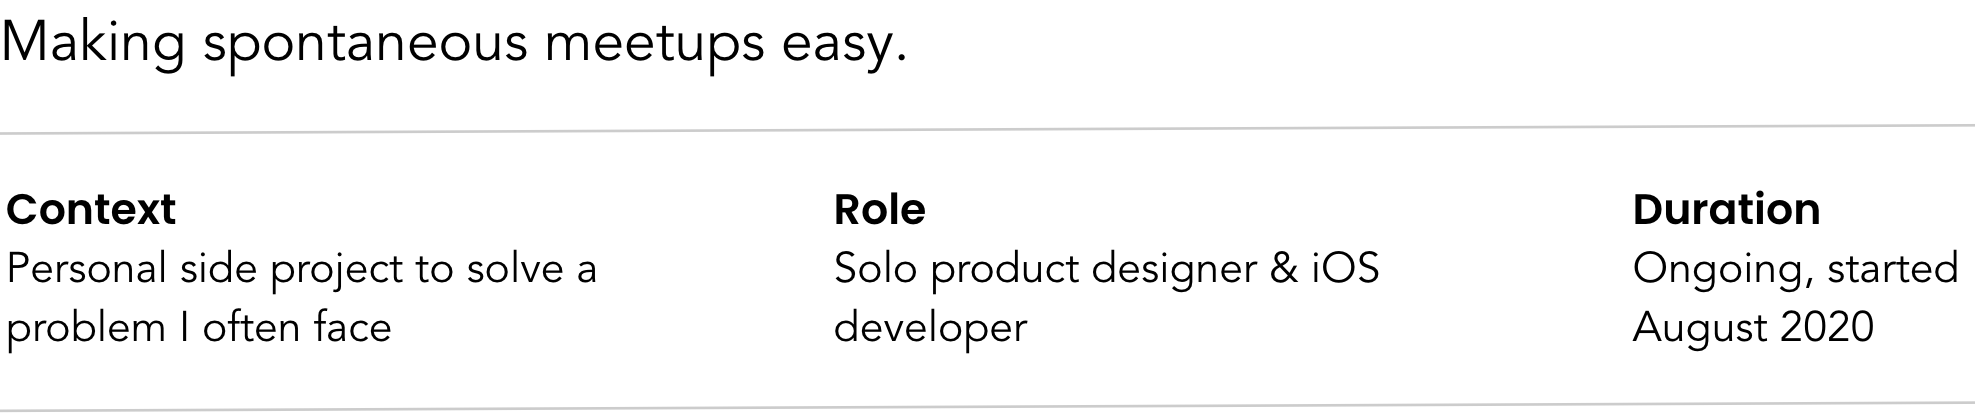 Making spontaneous meetups easy.
Context
Personal side project to solve a
problem I often face
Role
Solo product designer & iOS
developer
Duration
Ongoing, started
August 2020